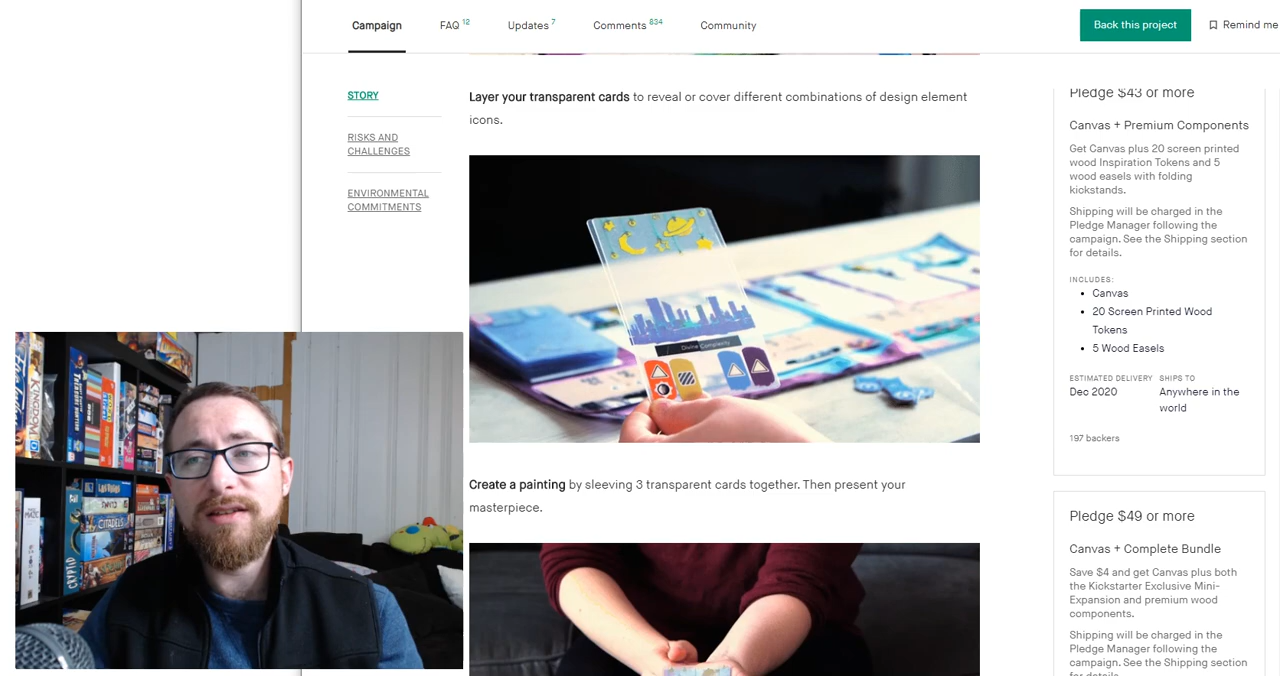 Campaign
FAQ 12
Updates 7
Comments 834
Community
Back this project
Remind me
STORY
RISKS AND
CHALLENGES
ENVIRONMENTAL
COMMITMENTS
Layer your transparent cards to reveal or cover different combinations of design element
icons.
Divine Complexity
Create a painting by sleeving 3 transparent cards together. Then present your
masterpiece.
Pledge $43 or more
Canvas + Premium Components
Get Canvas plus 20 screen printed
wood Inspiration Tokens and 5
wood easels with folding
kickstands.
Shipping will be charged in the
Pledge Manager following the
campaign. See the Shipping section
for details.
INCLUDES:
• Canvas
• 20 Screen Printed Wood
Tokens
• 5 Wood Easels
ESTIMATED DELIVERY
Dec 2020
SHIPS TO
Anywhere in the
world
197 backers
Pledge $49 or more
Canvas + Complete Bundle
Save $4 and get Canvas plus both
the Kickstarter Exclusive Mini-
Expansion and premium wood
components.
Shipping will be charged in the
Pledge Manager following the
campaign. See the Shipping section
for details.
KINGDOM
CITADELS
CRYPTID